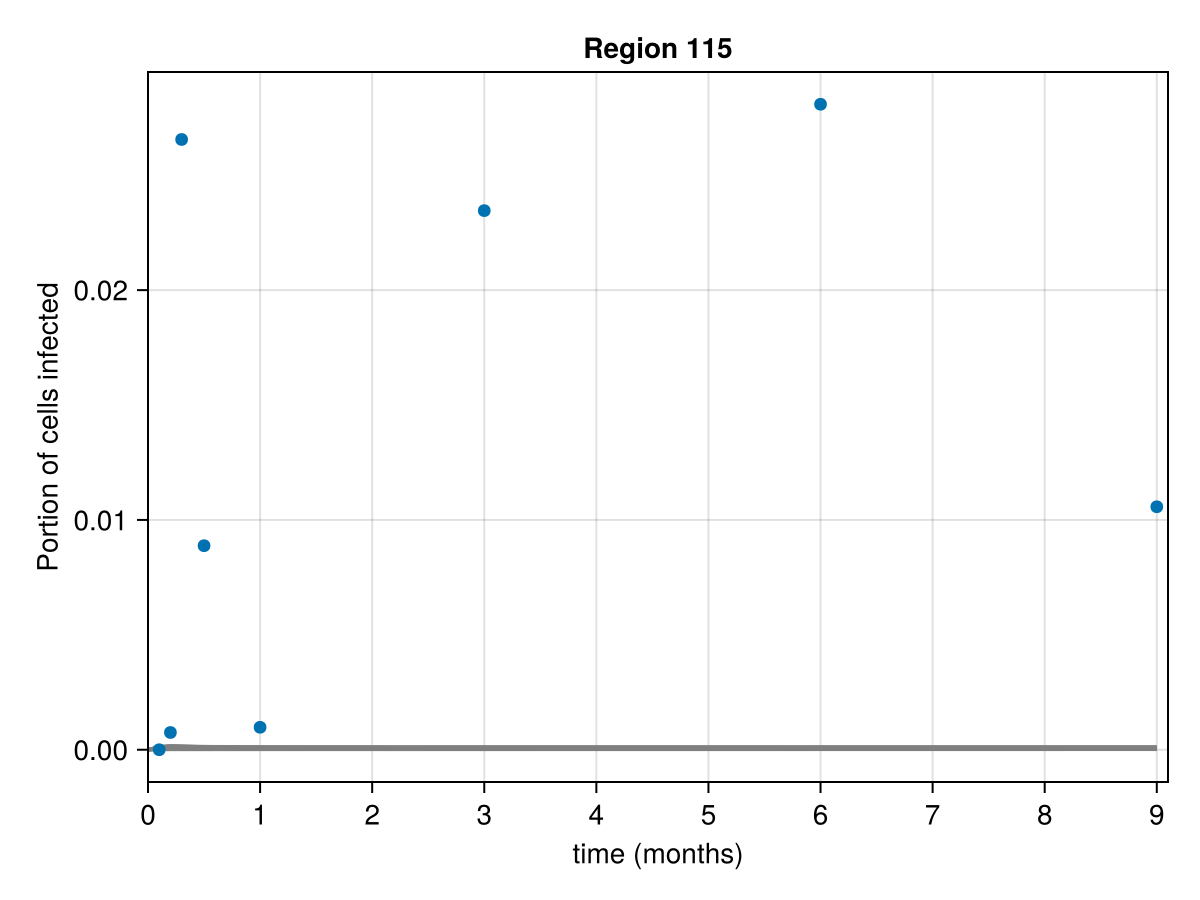 Region 115
Portion of cells infected
0.02
0.01
0.00
0 1 2 3 4 5 6 7 8 9
time (months)